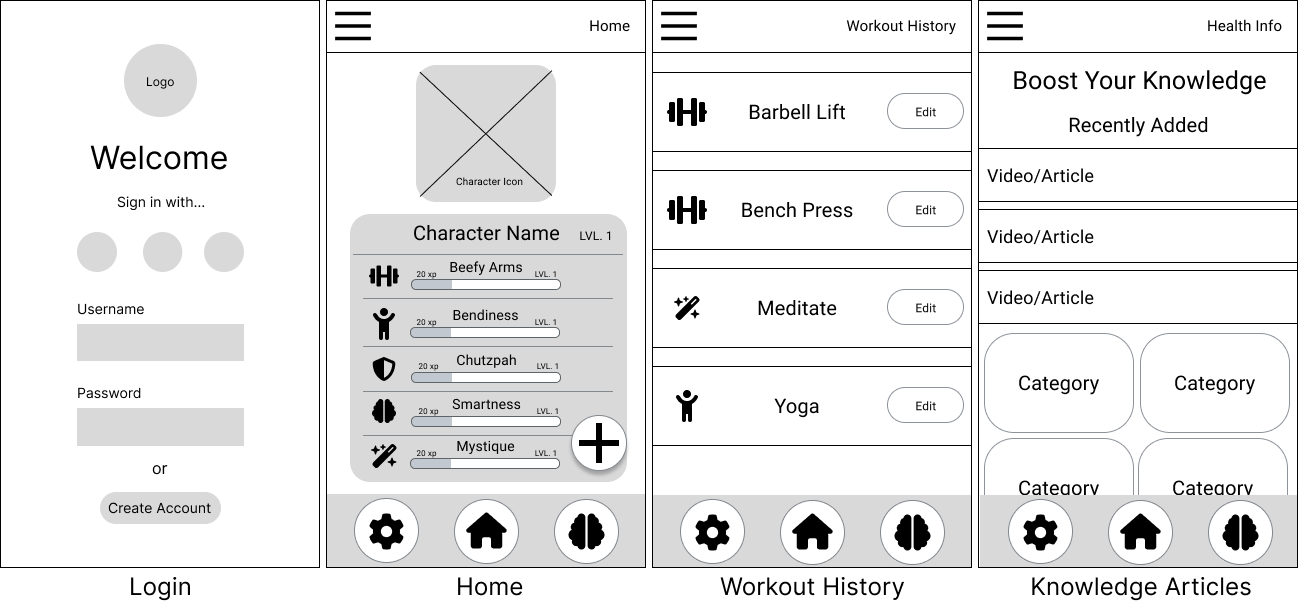 Logo
Welcome
Sign in with...
Username
Password
or
Create Account
Login
Home
Character Icon
Character Name LVL. 1
20 xp Beefy Arms LVL. 1
20 xp Bendiness LVL. 1
20 xp Chutzpah LVL. 1
20 xp Smartness LVL. 1
20 xp Mystique LVL. 1
Home
Workout History
Barbell Lift Edit
Bench Press Edit
Meditate Edit
Yoga Edit
Workout History
Health Info
Boost Your Knowledge
Recently Added
Video/Article
Video/Article
Video/Article
Category Category
Category Category
Knowledge Articles